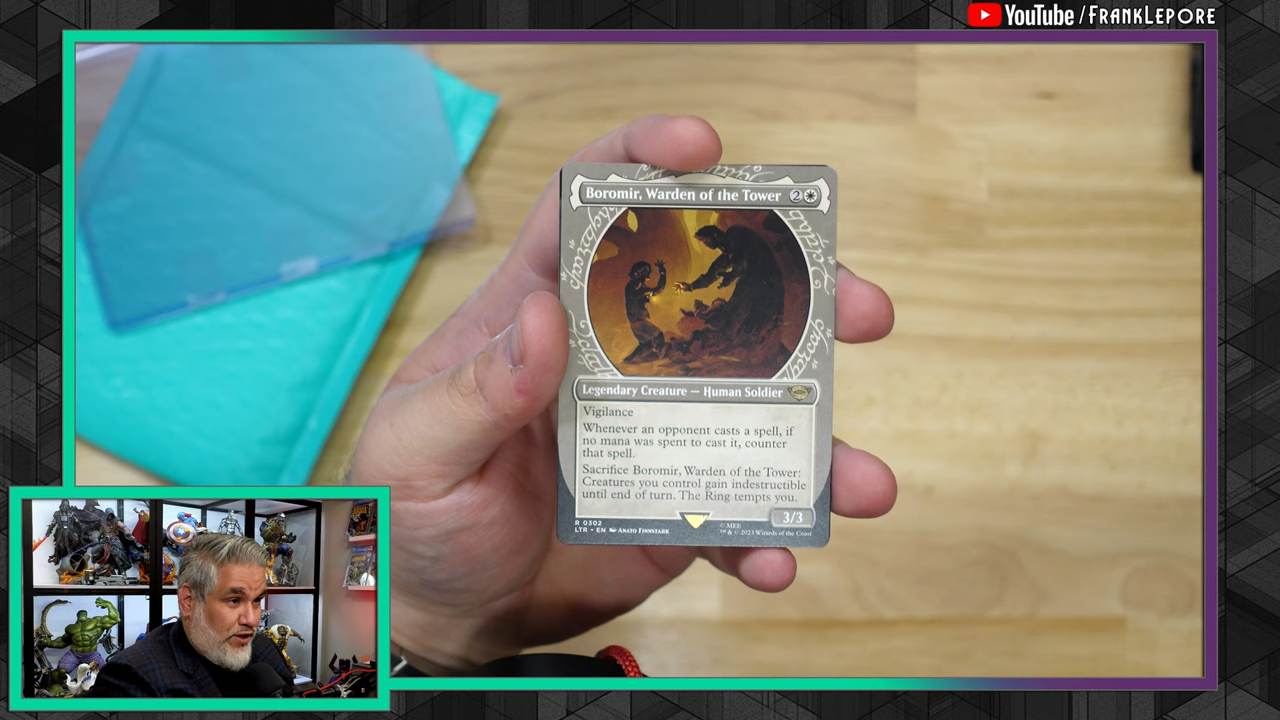 YouTube /FrankLepore
Boromir, Warden of the Tower 2
Legendary Creature — Human Soldier
Vigilance
Whenever an opponent casts a spell, if
no mana was spent to cast it, counter
that spell.
Sacrifice Boromir, Warden of the Tower:
Creatures you control gain indestructible
until end of turn. The Ring tempts you.
3/3
R 0302
LTR • EN Anato Finnstark
© MEE
™ & © 2023 Wizards of the Coast